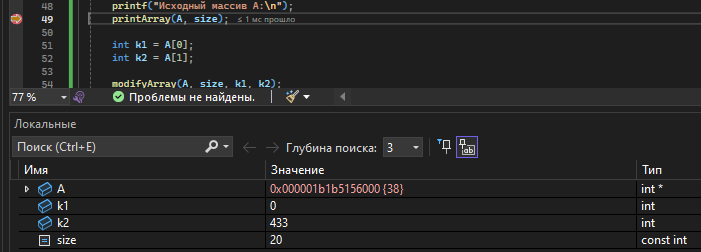 48 printf("Исходный массив A:\n");
49 printArray(A, size); ≤ 1 мс прошло
50
51 int k1 = A[0];
52 int k2 = A[1];
53
54 modifyArray(A, size, k1, k2);
77 % Проблемы не найдены.
Локальные
Поиск (Ctrl+E) Глубина поиска: 3
Имя Значение Тип
A 0x000001b1b5156000 {38} int *
k1 0 int
k2 433 int
size 20 const int